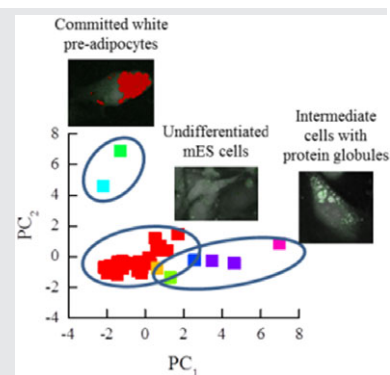 Committed white
pre-adipocytes
Undifferentiated
mES cells
Intermediate
cells with
protein globules
8
6
4
2
0
-2
-4
PC2
-4 -2 0 2 4 6 8
PC1